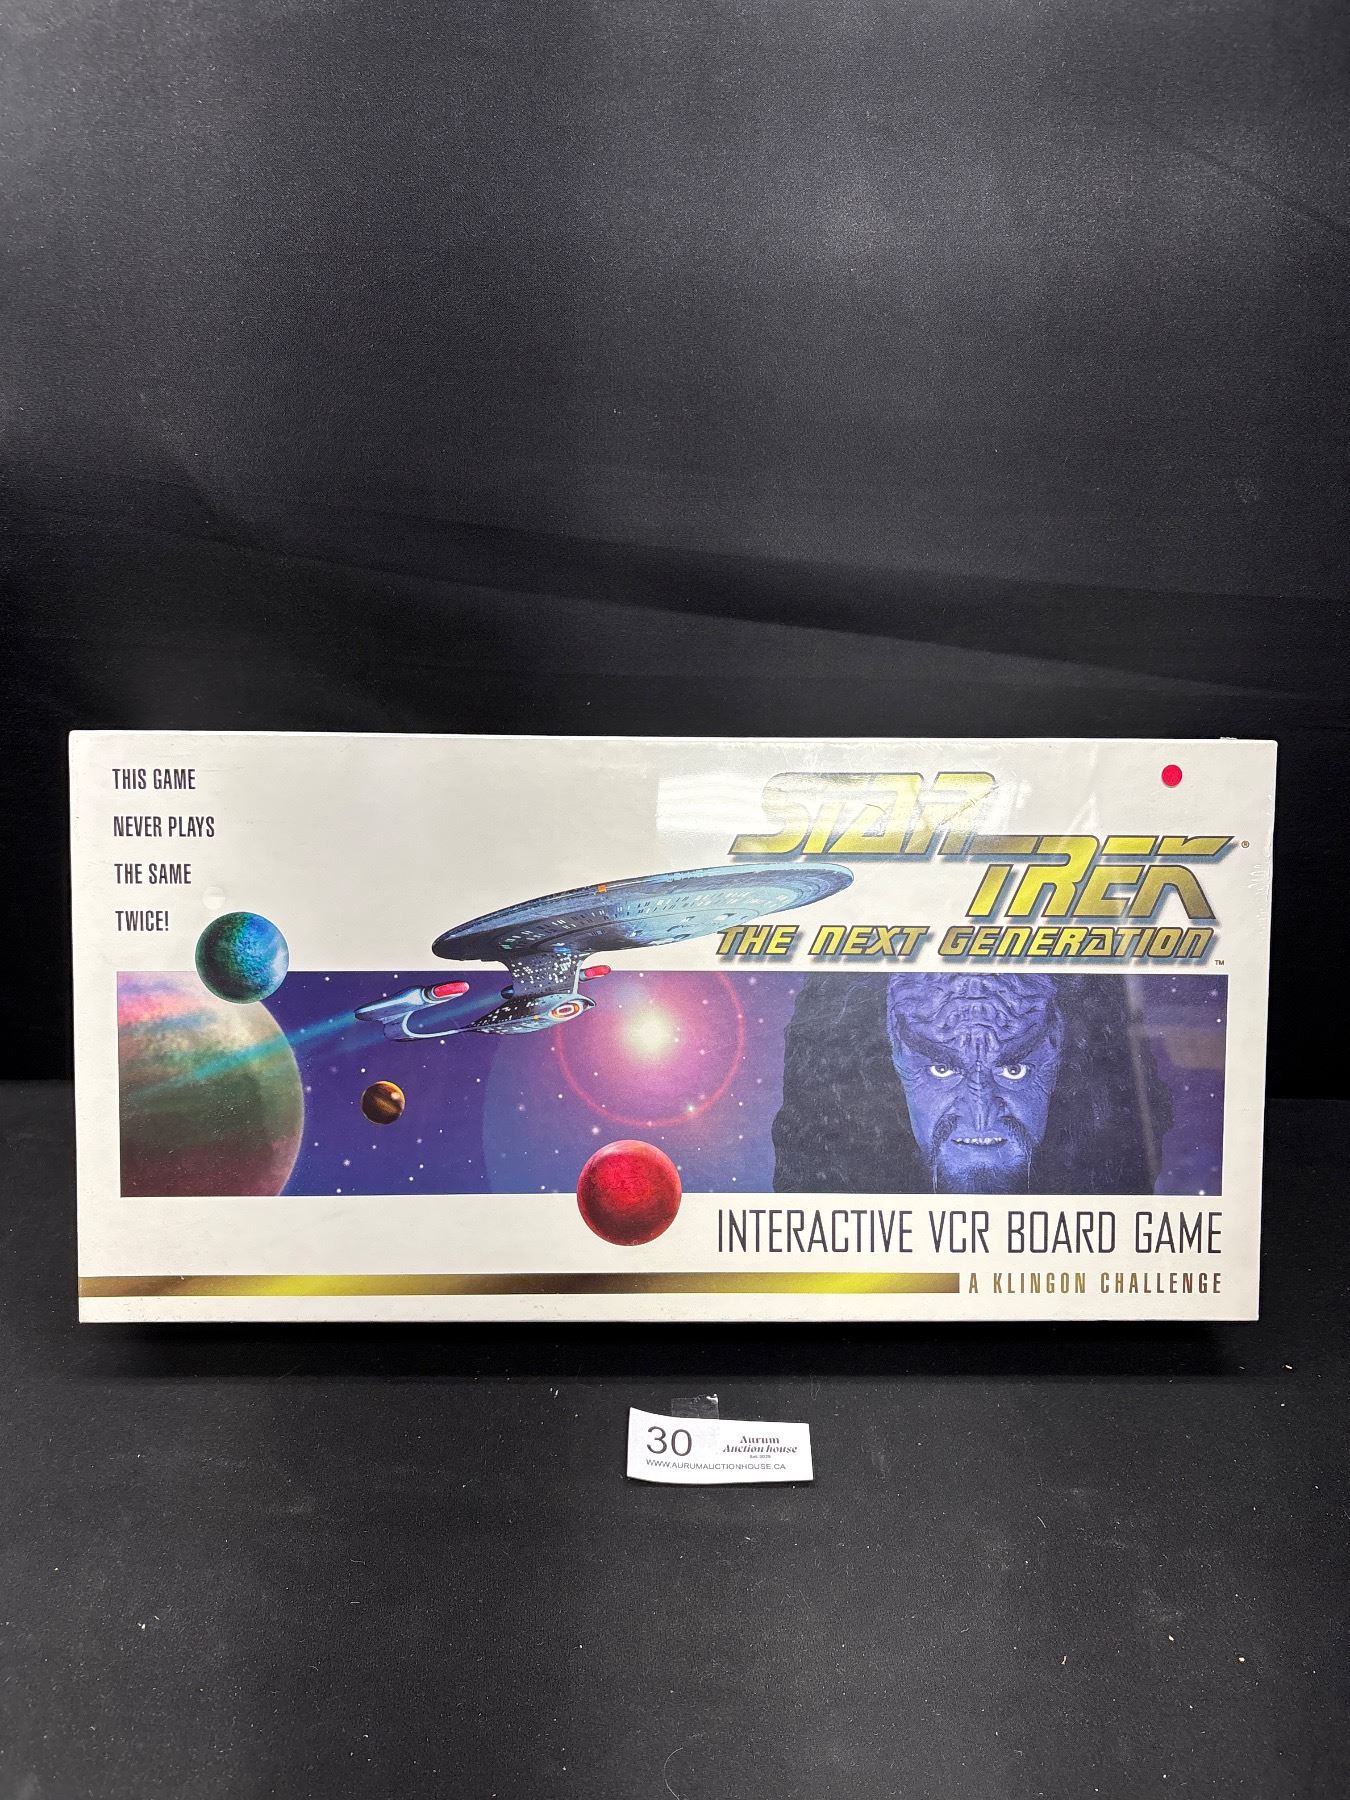 THIS GAME
NEVER PLAYS
THE SAME
TWICE!
STAR
TREK®
THE NEXT GENERATION™
INTERACTIVE VCR BOARD GAME
A KLINGON CHALLENGE
30
Aurum
Auction house
WWW.AURUMAUCTIONHOUSE.CA